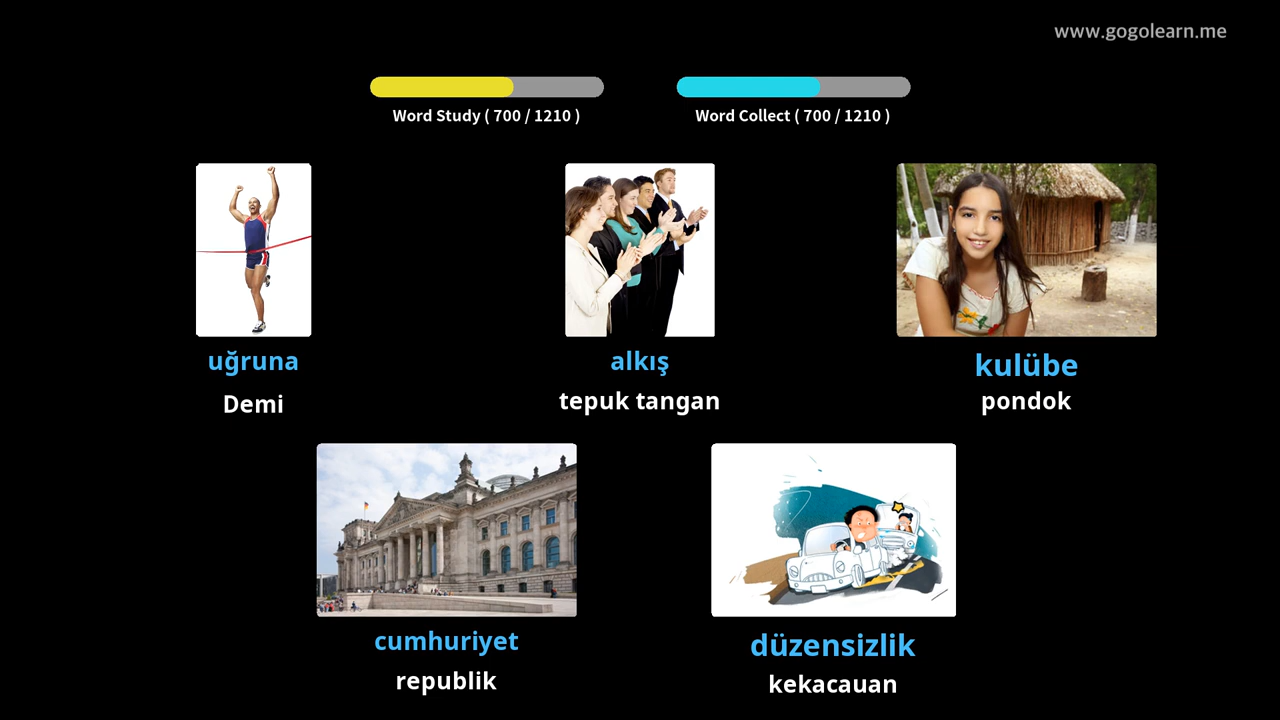 www.gogolearn.me
Word Study ( 700 / 1210 )
Word Collect ( 700 / 1210 )
uğruna
Demi
alkış
tepuk tangan
kulübe
pondok
cumhuriyet
republik
düzensizlik
kekacauan